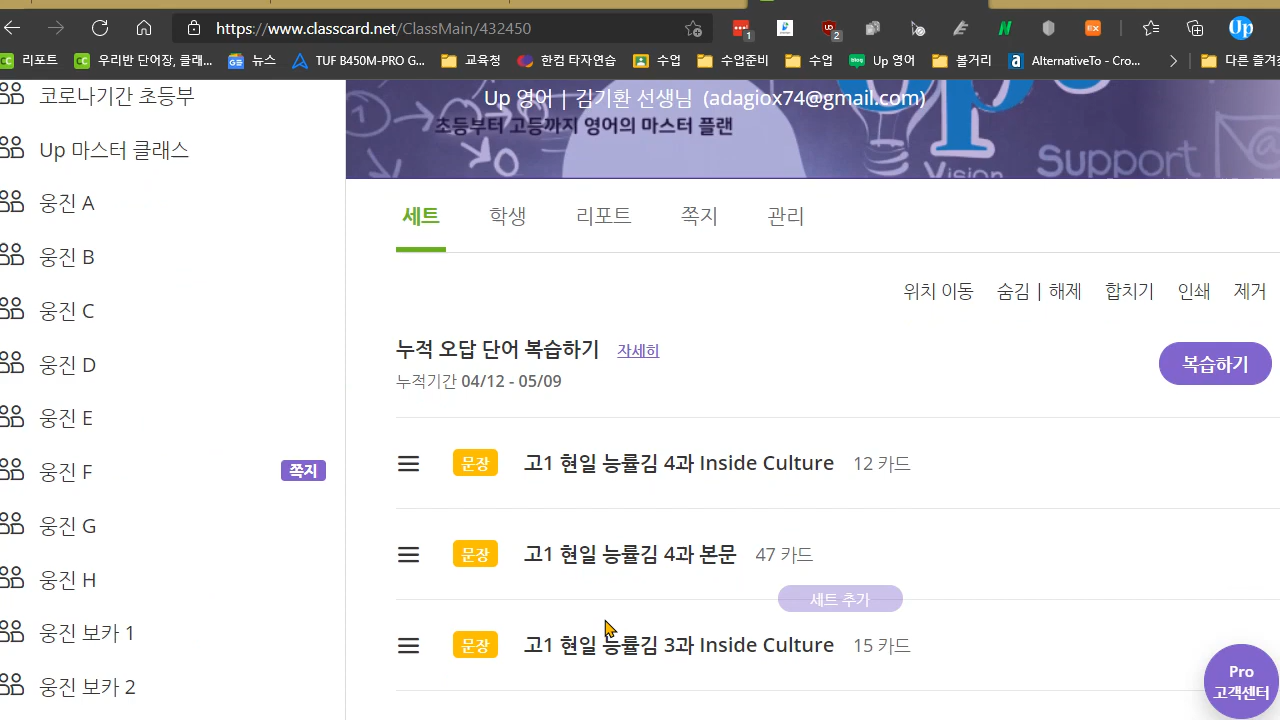 https://www.classcard.net/ClassMain/432450
1
UD
2
N
EX
Up
CC 리포트
CC 우리반 단어장, 클래...
GE 뉴스
TUF B450M-PRO G...
교육청
한컴 타자연습
수업
수업준비
수업
blog Up 영어
볼거리
a AlternativeTo - Cro...
다른 즐겨
코로나기간 초등부
Up 마스터 클래스
웅진 A
웅진 B
웅진 C
웅진 D
웅진 E
웅진 F 쪽지
웅진 G
웅진 H
웅진 보카 1
웅진 보카 2
Up 영어 | 김기환 선생님 (adagiox74@gmail.com)
초등부터 고등까지 영어의 마스터 플랜
Support
Vision
세트 학생 리포트 쪽지 관리
위치 이동 숨김 | 해제 합치기 인쇄 제거
누적 오답 단어 복습하기 자세히
누적기간 04/12 - 05/09
복습하기
문장 고1 현일 능률김 4과 Inside Culture 12 카드
문장 고1 현일 능률김 4과 본문 47 카드
세트 추가
문장 고1 현일 능률김 3과 Inside Culture 15 카드
Pro
고객센터